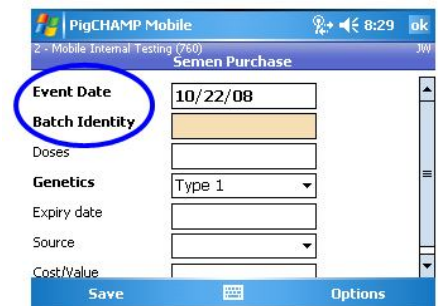 PigCHAMP Mobile 8:29 ok
2 - Mobile Internal Testing (760) JW
Semen Purchase
Event Date 10/22/08
Batch Identity
Doses
Genetics Type 1
Expiry date
Source
Cost/Value
Save Options